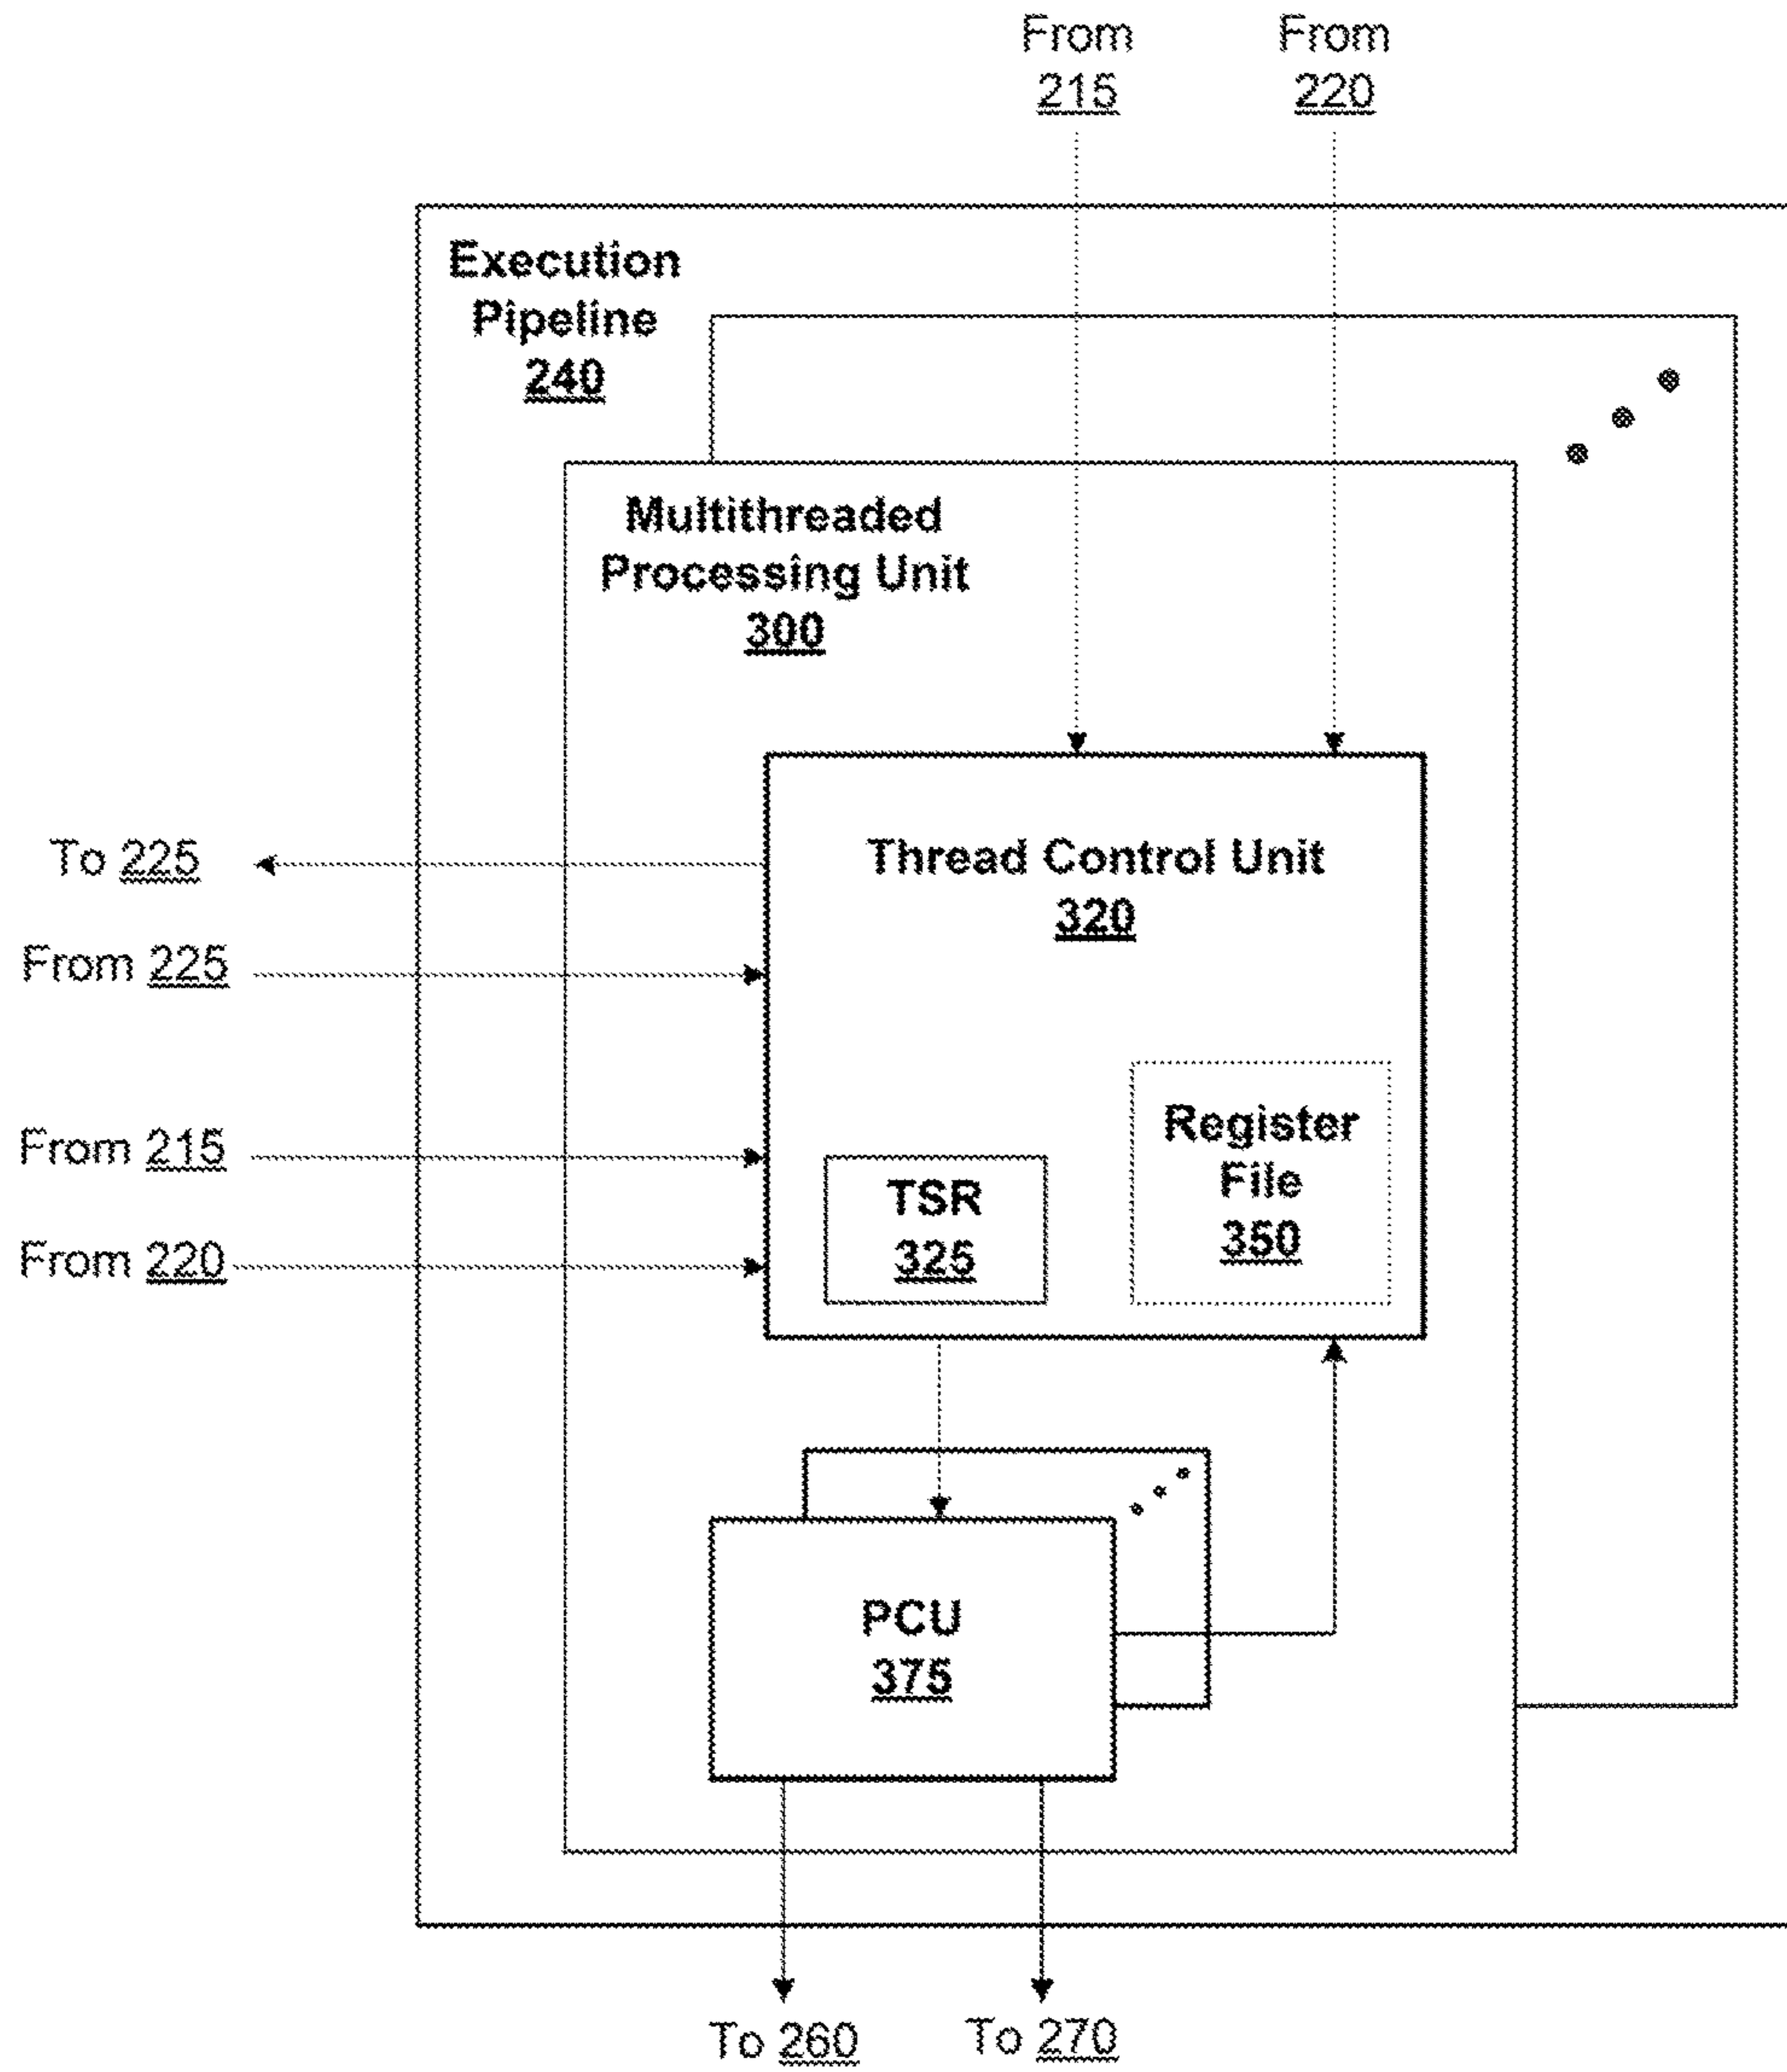 From
215
From
220
Execution
Pipeline
240
Multithreaded
Processing Unit
300
To 225
Thread Control Unit
320
From 225
Register
File
350
From 215
TSR
325
From 220
PCU
375
To 260
To 270